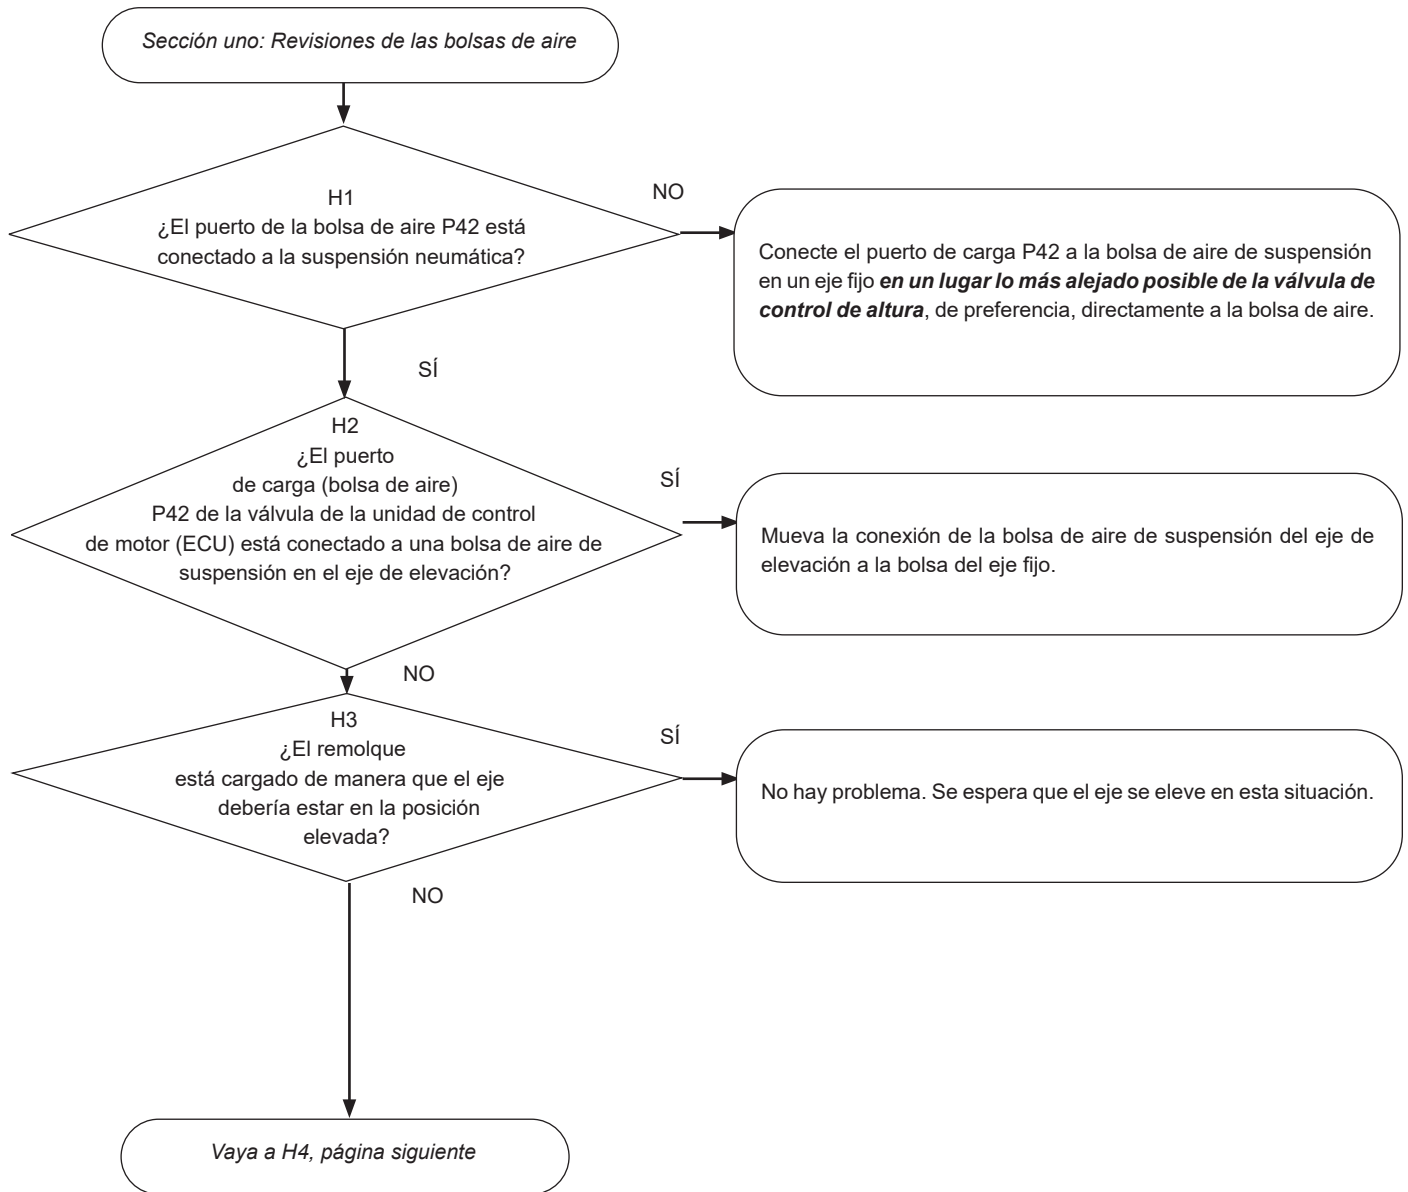 Sección uno: Revisiones de las bolsas de aire
H1
¿El puerto de la bolsa de aire P42 está
conectado a la suspensión neumática?
NO
Conecte el puerto de carga P42 a la bolsa de aire de suspensión
en un eje fijo en un lugar lo más alejado posible de la válvula de
control de altura, de preferencia, directamente a la bolsa de aire.
SÍ
H2
¿El puerto
de carga (bolsa de aire)
P42 de la válvula de la unidad de control
de motor (ECU) está conectado a una bolsa de aire de
suspensión en el eje de elevación?
SÍ
Mueva la conexión de la bolsa de aire de suspensión del eje de
elevación a la bolsa del eje fijo.
NO
H3
¿El remolque
está cargado de manera que el eje
debería estar en la posición
elevada?
SÍ
No hay problema. Se espera que el eje se eleve en esta situación.
NO
Vaya a H4, página siguiente